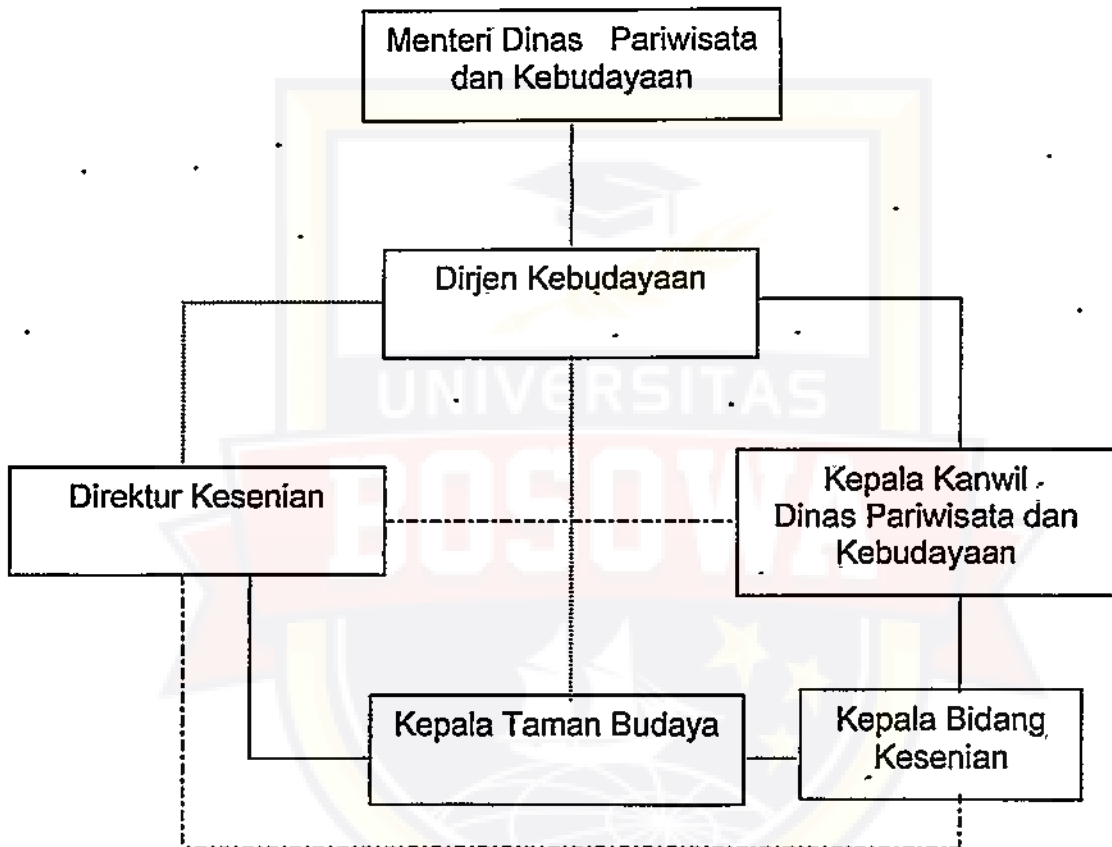 Menteri Dinas Pariwisata
dan Kebudayaan
Dirjen Kebudayaan
UNIVERSITAS
BOSOWA
Direktur Kesenian
Kepala Kanwil
Dinas Pariwisata dan
Kebudayaan
Kepala Taman Budaya
Kepala Bidang
Kesenian